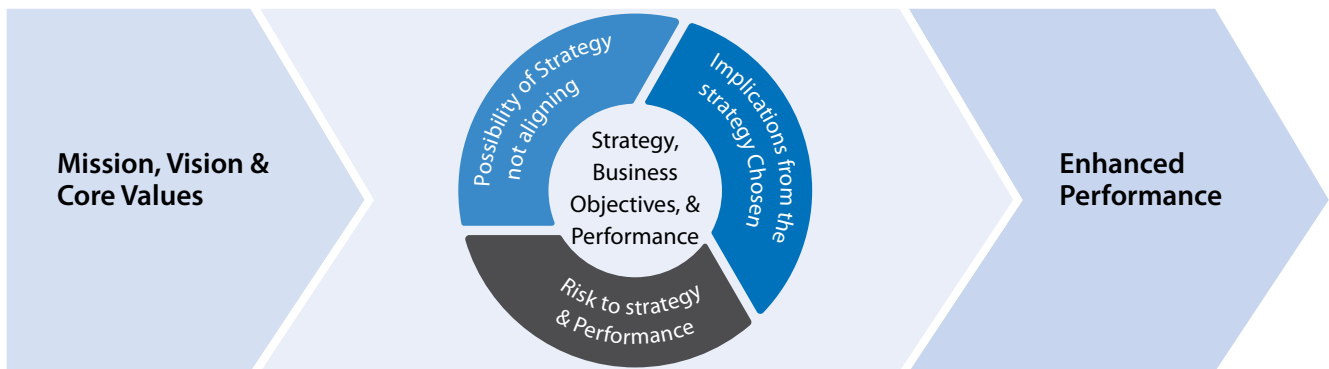 Mission, Vision &
Core Values
Possibility of Strategy
not aligning
Implications from the
strategy Chosen
Strategy,
Business
Objectives, &
Performance
Risk to strategy
& Performance
Enhanced
Performance